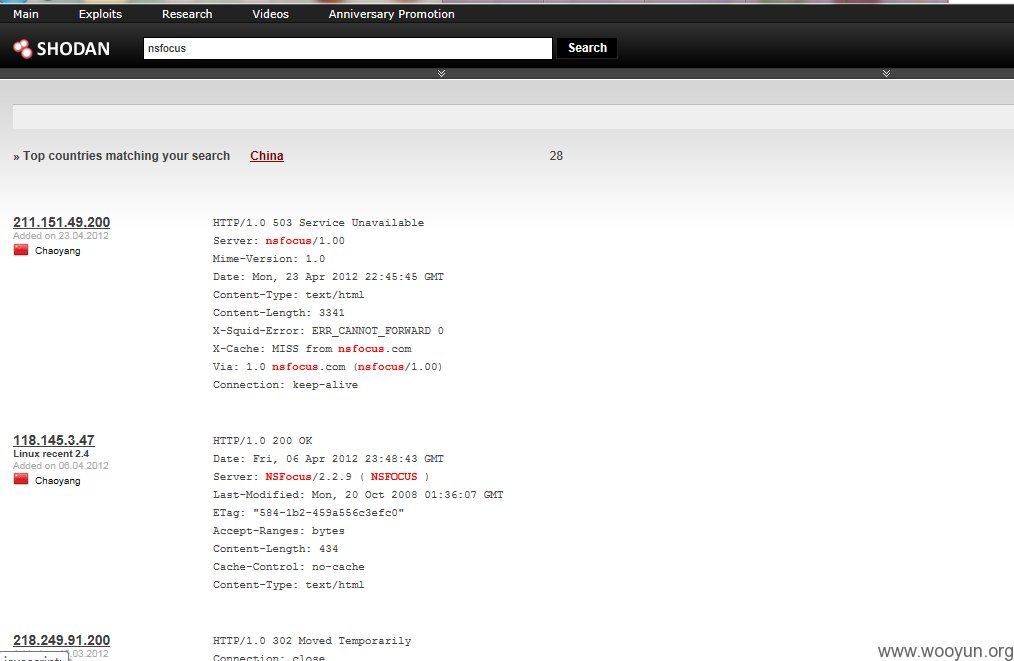 Main Exploits Research Videos Anniversary Promotion
SHODAN nsfocus Search
» Top countries matching your search China 28
211.151.49.200
Added on 23.04.2012
Chaoyang
HTTP/1.0 503 Service Unavailable
Server: nsfocus/1.00
Mime-Version: 1.0
Date: Mon, 23 Apr 2012 22:45:45 GMT
Content-Type: text/html
Content-Length: 3341
X-Squid-Error: ERR_CANNOT_FORWARD 0
X-Cache: MISS from nsfocus.com
Via: 1.0 nsfocus.com (nsfocus/1.00)
Connection: keep-alive
118.145.3.47
Linux recent 2.4
Added on 06.04.2012
Chaoyang
HTTP/1.0 200 OK
Date: Fri, 06 Apr 2012 23:48:43 GMT
Server: NSFocus/2.2.9 ( NSFOCUS )
Last-Modified: Mon, 20 Oct 2008 01:36:07 GMT
ETag: "584-1b2-459a556c3efc0"
Accept-Ranges: bytes
Content-Length: 434
Cache-Control: no-cache
Content-Type: text/html
218.249.91.200
HTTP/1.0 302 Moved Temporarily
Connection: close
www.wooyun.org